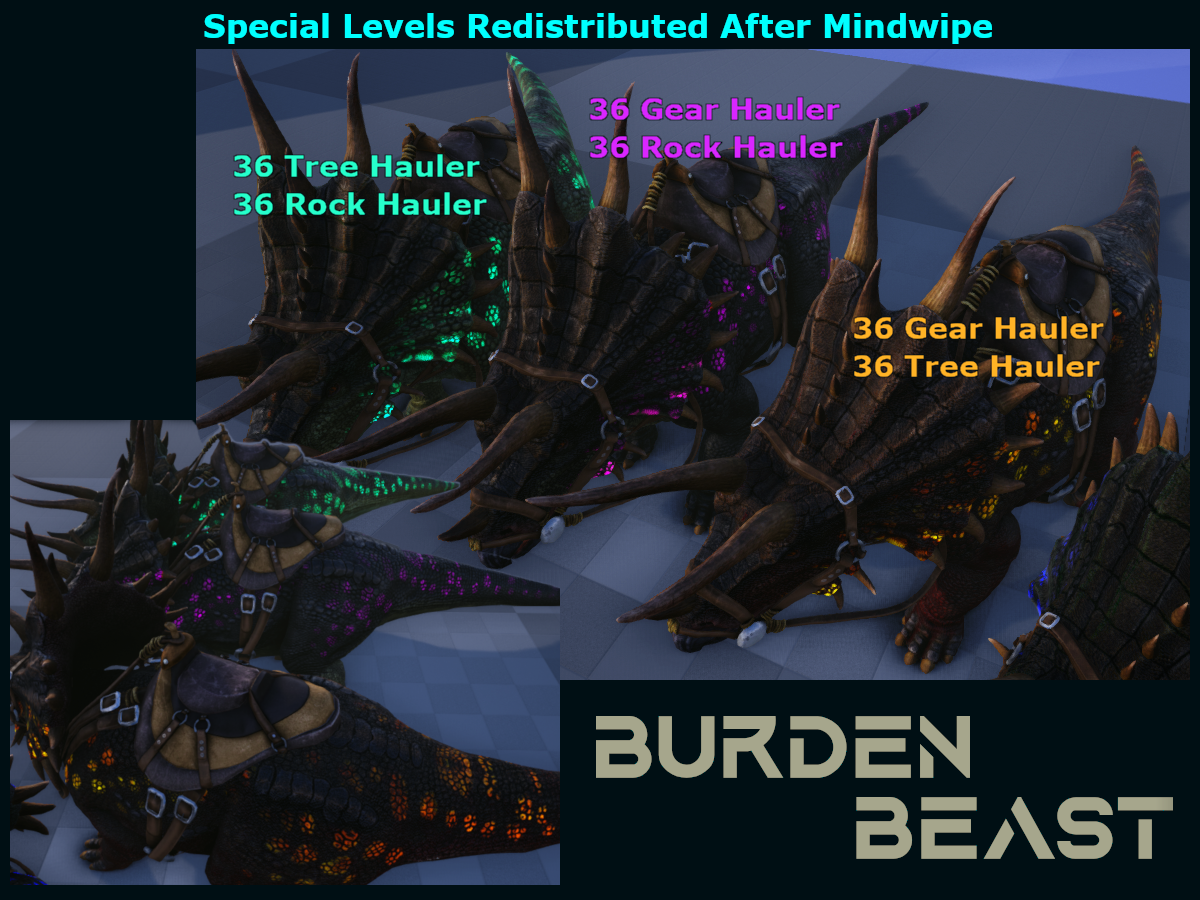 Special Levels Redistributed After Mindwipe
36 Tree Hauler
36 Rock Hauler
36 Gear Hauler
36 Rock Hauler
36 Gear Hauler
36 Tree Hauler
BURDEN
BEAST